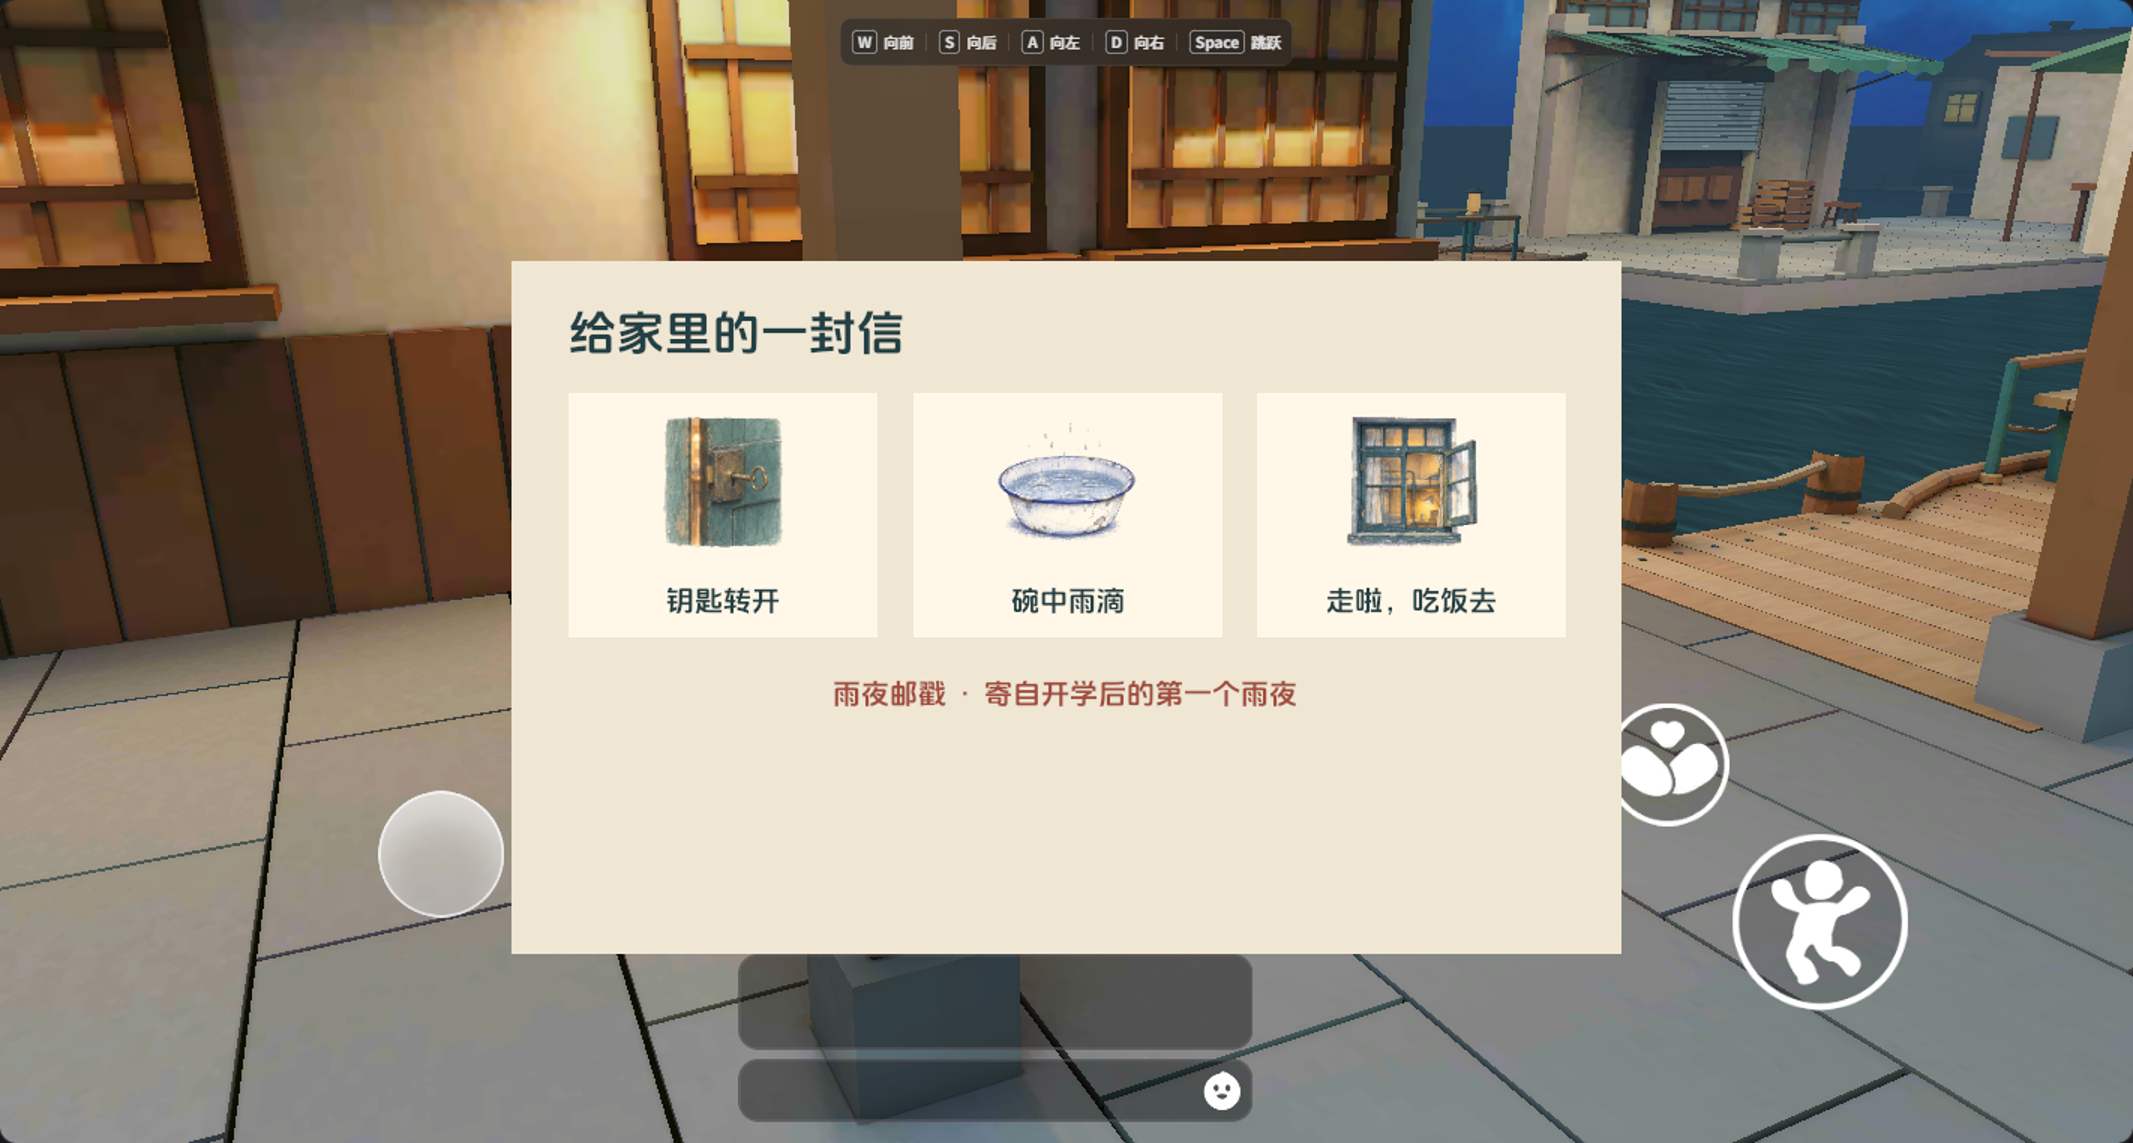 W 向前 S 向后 A 向左 D 向右 Space 跳跃
给家里的一封信
钥匙转开
碗中雨滴
走啦，吃饭去
雨夜邮戳 · 寄自开学后的第一个雨夜